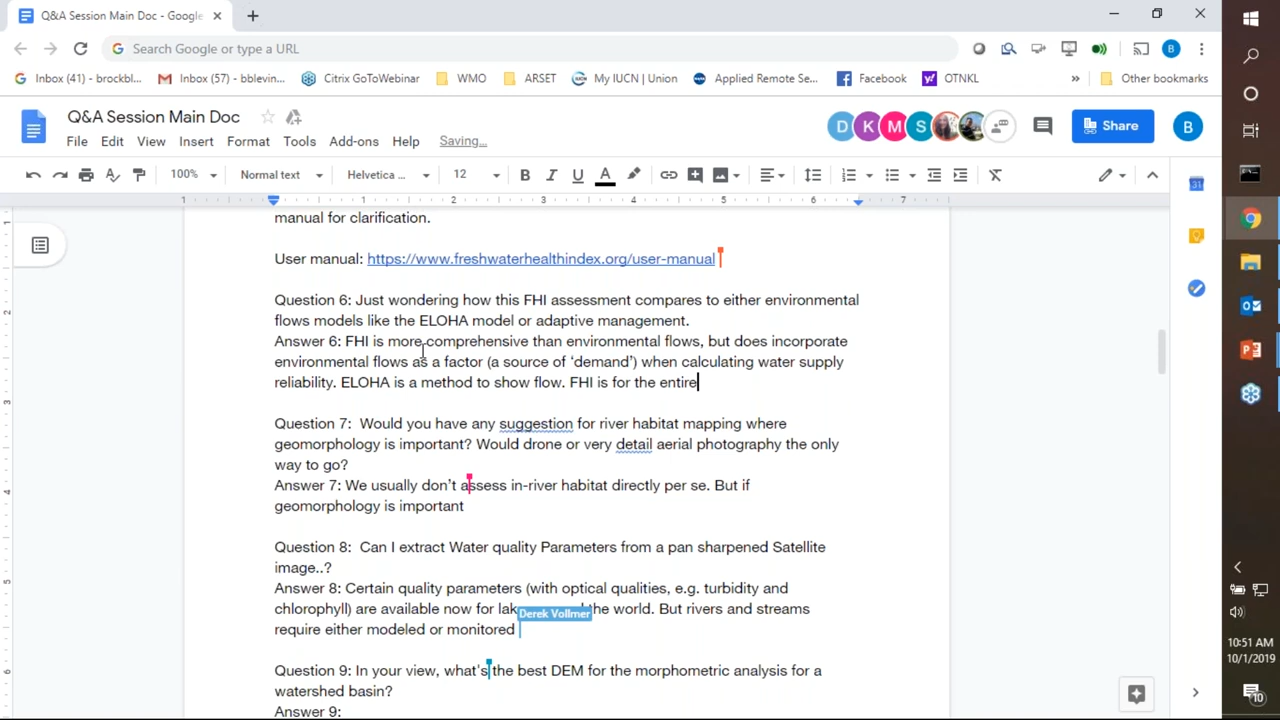 Q&A Session Main Doc - Google
Search Google or type a URL
B
Inbox (41) - brockbl...
Inbox (57) - bblevin...
Citrix GoToWebinar
WMO
ARSET
My IUCN | Union
Applied Remote Se...
Facebook
OTNKL
Other bookmarks
Q&A Session Main Doc
D K M S
Share
B
File Edit View Insert Format Tools Add-ons Help Saving...
100% Normal text Helvetica ... 12 B I U A
1 1 2 3 4 5 6 7
manual for clarification.
User manual: https://www.freshwaterhealthindex.org/user-manual
Question 6: Just wondering how this FHI assessment compares to either environmental
flows models like the ELOHA model or adaptive management.
Answer 6: FHI is more comprehensive than environmental flows, but does incorporate
environmental flows as a factor (a source of ‘demand’) when calculating water supply
reliability. ELOHA is a method to show flow. FHI is for the entire
Question 7: Would you have any suggestion for river habitat mapping where
geomorphology is important? Would drone or very detail aerial photography the only
way to go?
Answer 7: We usually don’t assess in-river habitat directly per se. But if
geomorphology is important
Question 8: Can I extract Water quality Parameters from a pan sharpened Satellite
image..?
Answer 8: Certain quality parameters (with optical qualities, e.g. turbidity and
chlorophyll) are available now for the world. But rivers and streams
Derek Vollmer
require either modeled or monitored
Question 9: In your view, what's the best DEM for the morphometric analysis for a
watershed basin?
Answer 9:
10:51 AM
10/1/2019
10